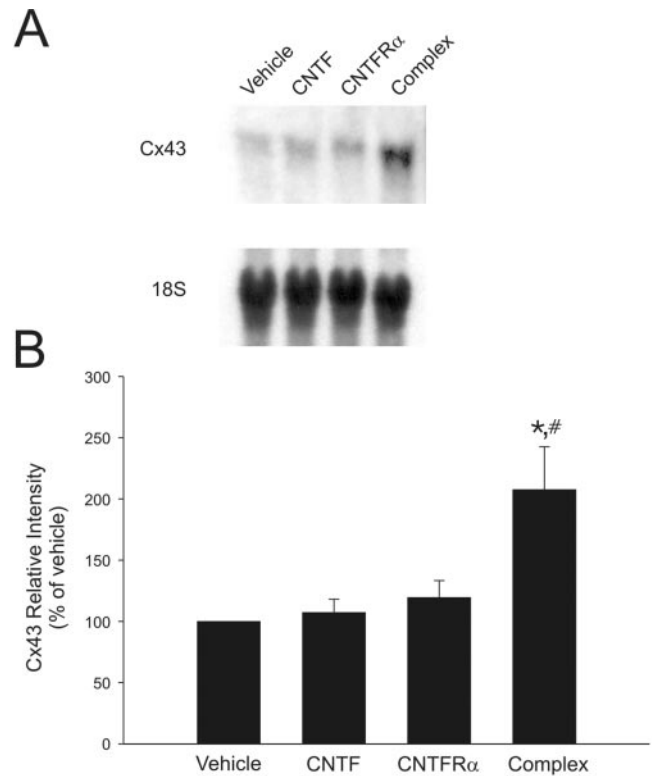 A
Vehicle
CNTF
CNTFRα
Complex
Cx43
18S
B
Cx43 Relative Intensity
(% of vehicle)
300
250
200
150
100
50
0
*,#
Vehicle CNTF CNTFRα Complex